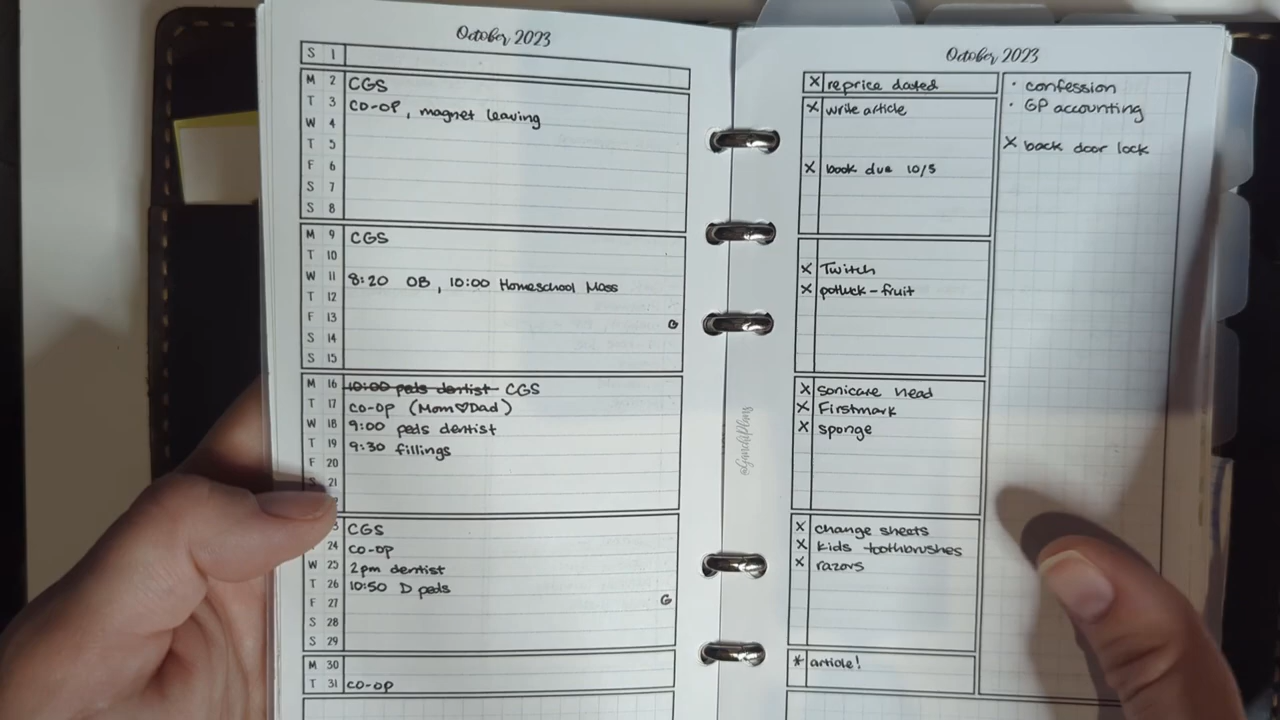 October 2023
S 1
M 2 CGS
T 3 CO-OP, magnet leaving
W 4
T 5
F 6
S 7
S 8
M 9 CGS
T 10
W 11 8:20 OB, 10:00 Homeschool Mass
T 12
F 13 G
S 14
S 15
M 16 10:00 peds dentist CGS
T 17 co-op (Mom♡Dad)
W 18 9:00 peds dentist
T 19 9:30 fillings
F 20
S 21
CGS
24 co-op
W 25 2pm dentist
T 26 10:50 D peds
F 27 G
S 28
S 29
M 30
T 31 co-op
@GandaPlans
October 2023
x reprice dated
x write article
x book due 10/5
x Twitch
x potluck - fruit
x sonicare head
x Firstmark
x sponge
x change sheets
x kids toothbrushes
x razors
* article!
· confession
· GP accounting
x back door lock